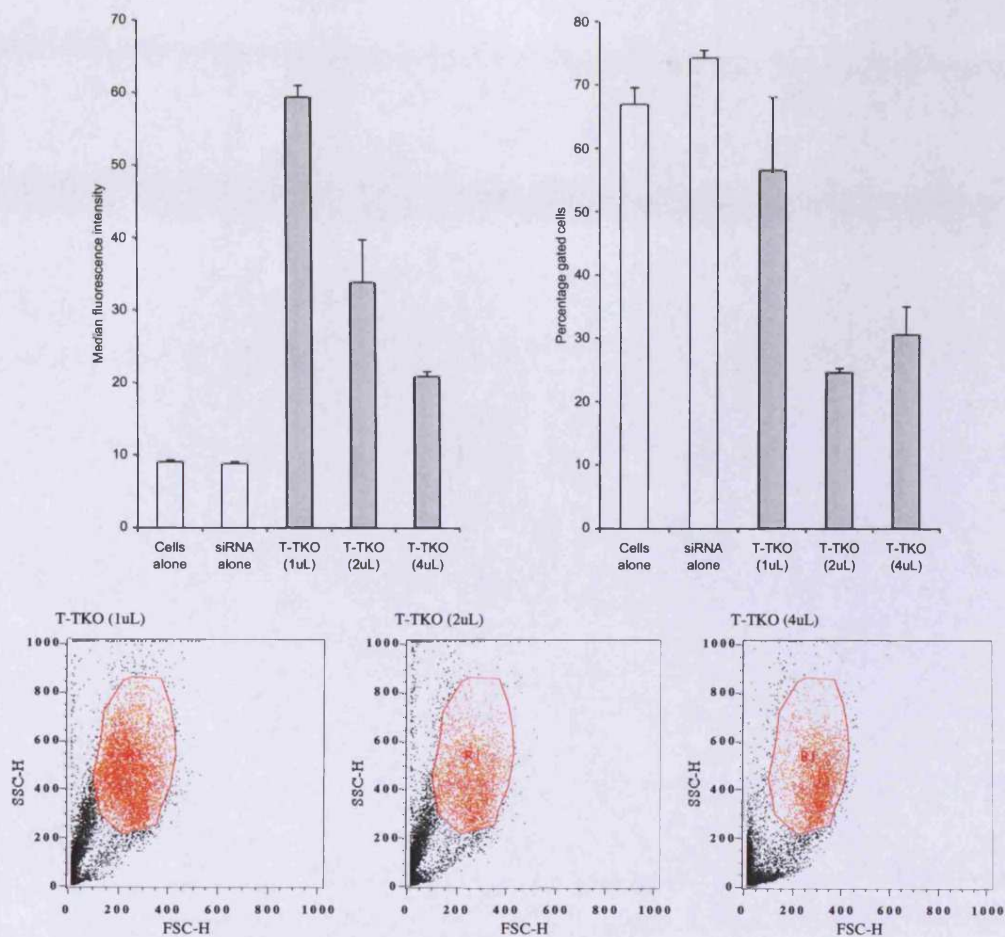 70
60
50
40
30
20
10
0
Median fluorescence intensity
Cells alone
siRNA alone
T-TKO (1uL)
T-TKO (2uL)
T-TKO (4uL)
80
70
60
50
40
30
20
10
0
Percentage gated cells
Cells alone
siRNA alone
T-TKO (1uL)
T-TKO (2uL)
T-TKO (4uL)
T-TKO (1uL)
1000
800
600
400
200
0
SSC-H
0 200 400 600 800 1000
FSC-H
T-TKO (2uL)
1000
800
600
400
200
0
SSC-H
R1
0 200 400 600 800 1000
FSC-H
T-TKO (4uL)
1000
800
600
400
200
0
SSC-H
R1
0 200 400 600 800 1000
FSC-H